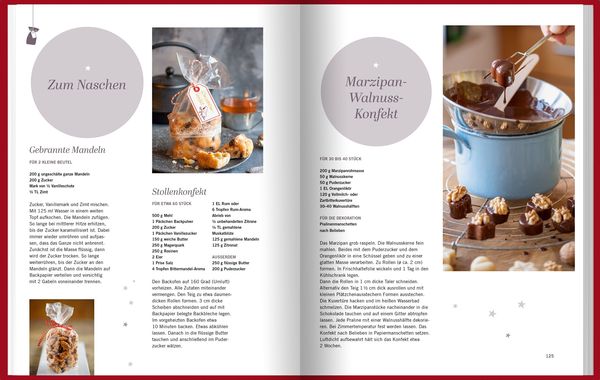 Zum Naschen
Gebrannte Mandeln
FÜR 2 KLEINE BEUTEL
200 g ungeschälte ganze Mandeln
200 g Zucker
Mark von ½ Vanilleschote
½ TL Zimt
Zucker, Vanillemark und Zimt mischen.
Mit 125 ml Wasser in einem weiten
Topf aufkochen. Die Mandeln zufügen.
So lange bei mittlerer Hitze erhitzen,
bis der Zucker karamellisiert ist. Dabei
immer wieder umrühren und aufpas-
sen, dass das Ganze nicht anbrennt.
Zunächst ist die Masse flüssig, dann
wird der Zucker trocken. So lange
weiterrühren, bis der Zucker an den
Mandeln glänzt. Dann die Mandeln auf
Backpapier verteilen und vorsichtig
mit 2 Gabeln voneinander trennen.
Stollenkonfekt
FÜR ETWA 60 STÜCK
500 g Mehl
1 Päckchen Backpulver
200 g Zucker
1 Päckchen Vanillezucker
150 g weiche Butter
250 g Magerquark
250 g Rosinen
2 Eier
1 Prise Salz
4 Tropfen Bittermandel-Aroma
1 EL Rum oder
6 Tropfen Rum-Aroma
Abrieb von
½ unbehandelten Zitrone
½ TL gemahlene
Muskatblüte
125 g gemahlene Mandeln
125 g Zitronat
AUSSERDEM
250 g flüssige Butter
200 g Puderzucker
Den Backofen auf 160 Grad (Umluft)
vorheizen. Alle Zutaten miteinander
vermengen. Den Teig zu etwa daumen-
dicken Rollen formen. 3 cm dicke
Scheiben abschneiden und auf mit
Backpapier belegte Backbleche legen.
Im vorgeheizten Backofen etwa
10 Minuten backen. Etwas abkühlen
lassen. Danach in die flüssige Butter
tauchen und anschließend im Puder-
zucker wälzen.
Marzipan-
Walnuss-
Konfekt
FÜR 30 BIS 40 STÜCK
200 g Marzipanrohmasse
50 g Walnusskerne
50 g Puderzucker
1 EL Orangenlikör
120 g Vollmilch- oder
Zartbitterkuvertüre
30–40 Walnusshälften
FÜR DIE DEKORATION
Pralinenmanschetten
nach Belieben
Das Marzipan grob raspeln. Die Walnusskerne fein
mahlen. Beides mit dem Puderzucker und dem
Orangenlikör in eine Schüssel geben und zu einer
glatten Masse verarbeiten. Zu Rollen (ø ca. 2 cm)
formen. In Frischhaltefolie wickeln und 1 Tag in den
Kühlschrank legen.
Dann die Rollen in 1 cm dicke Taler schneiden.
Alternativ den Teig 1 ½ cm dick ausrollen und mit
kleinen Plätzchenausstechern Formen ausstechen.
Die Kuvertüre hacken und im heißen Wasserbad
schmelzen. Die Marzipanstücke nacheinander in die
Schokolade tauchen und auf einem Gitter abtropfen
lassen. Jede Praline mit einer Walnusshälfte dekorie-
ren. Bei Zimmertemperatur fest werden lassen. Das
Konfekt nach Belieben in Papiermanschetten setzen.
Luftdicht aufbewahrt hält sich das Konfekt etwa
2 Wochen.
125